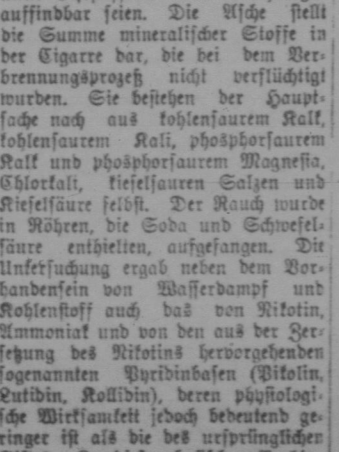 auffindbar seien. Die Asche stellt
die Summe mineralischer Stoffe in
der Cigarre dar, die bei dem Ver-
brennungsprozeß nicht verflüchtigt
wurden. Sie bestehen der Haupt-
sache nach aus kohlensaurem Kalk,
kohlensaurem Kali, phosphorsaurem
Kalk und phosphorsaurem Magnesia,
Chlorkali, kieselsauren Salzen und
Kieselsäure selbst. Der Rauch wurde
in Röhren, die Soda und Schwefel-
säure enthielten, aufgefangen. Die
Untersuchung ergab neben dem Vor-
handensein von Wasserdampf und
Kohlenstoff auch das von Nikotin,
Ammoniak und von den aus der Zer-
setzung des Nikotins hervorgehenden
sogenannten Pyridinbasen (Pikolin,
Lutidin, Kollidin), deren physiologi-
sche Wirksamkeit jedoch bedeutend ge-
ringer ist als die des ursprünglichen